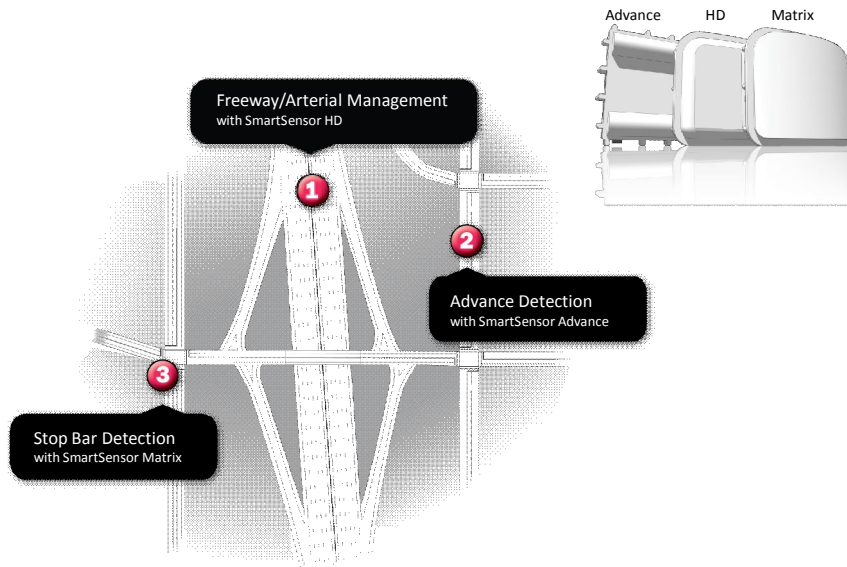 Advance HD Matrix
Freeway/Arterial Management
with SmartSensor HD
1
2
Advance Detection
with SmartSensor Advance
3
Stop Bar Detection
with SmartSensor Matrix